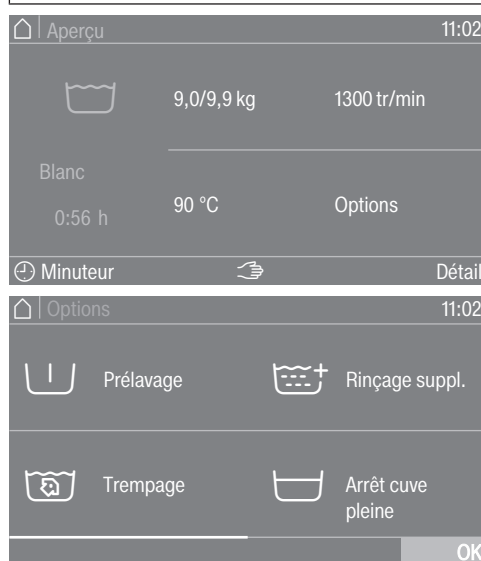 Aperçu 11:02
9,0/9,9 kg 1300 tr/min
Blanc
0:56 h
90 °C Options
Minuteur Détail
Options 11:02
Prélavage Rinçage suppl.
Trempage Arrêt cuve
pleine
OK